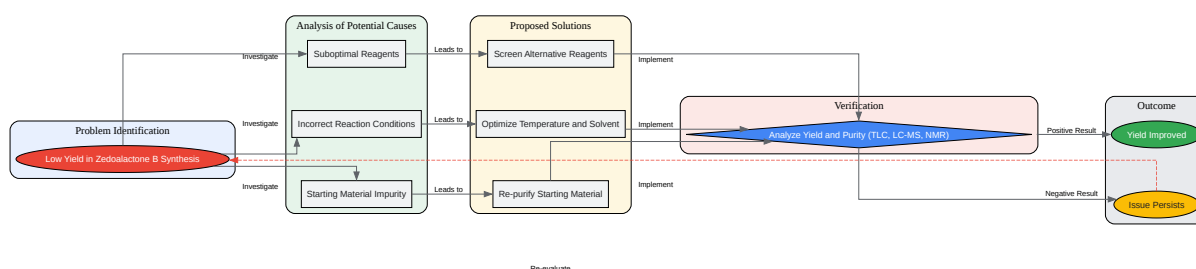 Analysis of Potential Causes
Proposed Solutions
Investigate
Suboptimal Reagents
Leads to
Screen Alternative Reagents
Implement
Verification
Outcome
Problem Identification
Investigate
Incorrect Reaction Conditions
Leads to
Optimize Temperature and Solvent
Implement
Analyze Yield and Purity (TLC, LC-MS, NMR)
Positive Result
Yield Improved
Low Yield in Zedoalactone B Synthesis
Investigate
Starting Material Impurity
Leads to
Re-purify Starting Material
Implement
Negative Result
Issue Persists
Re-evaluate